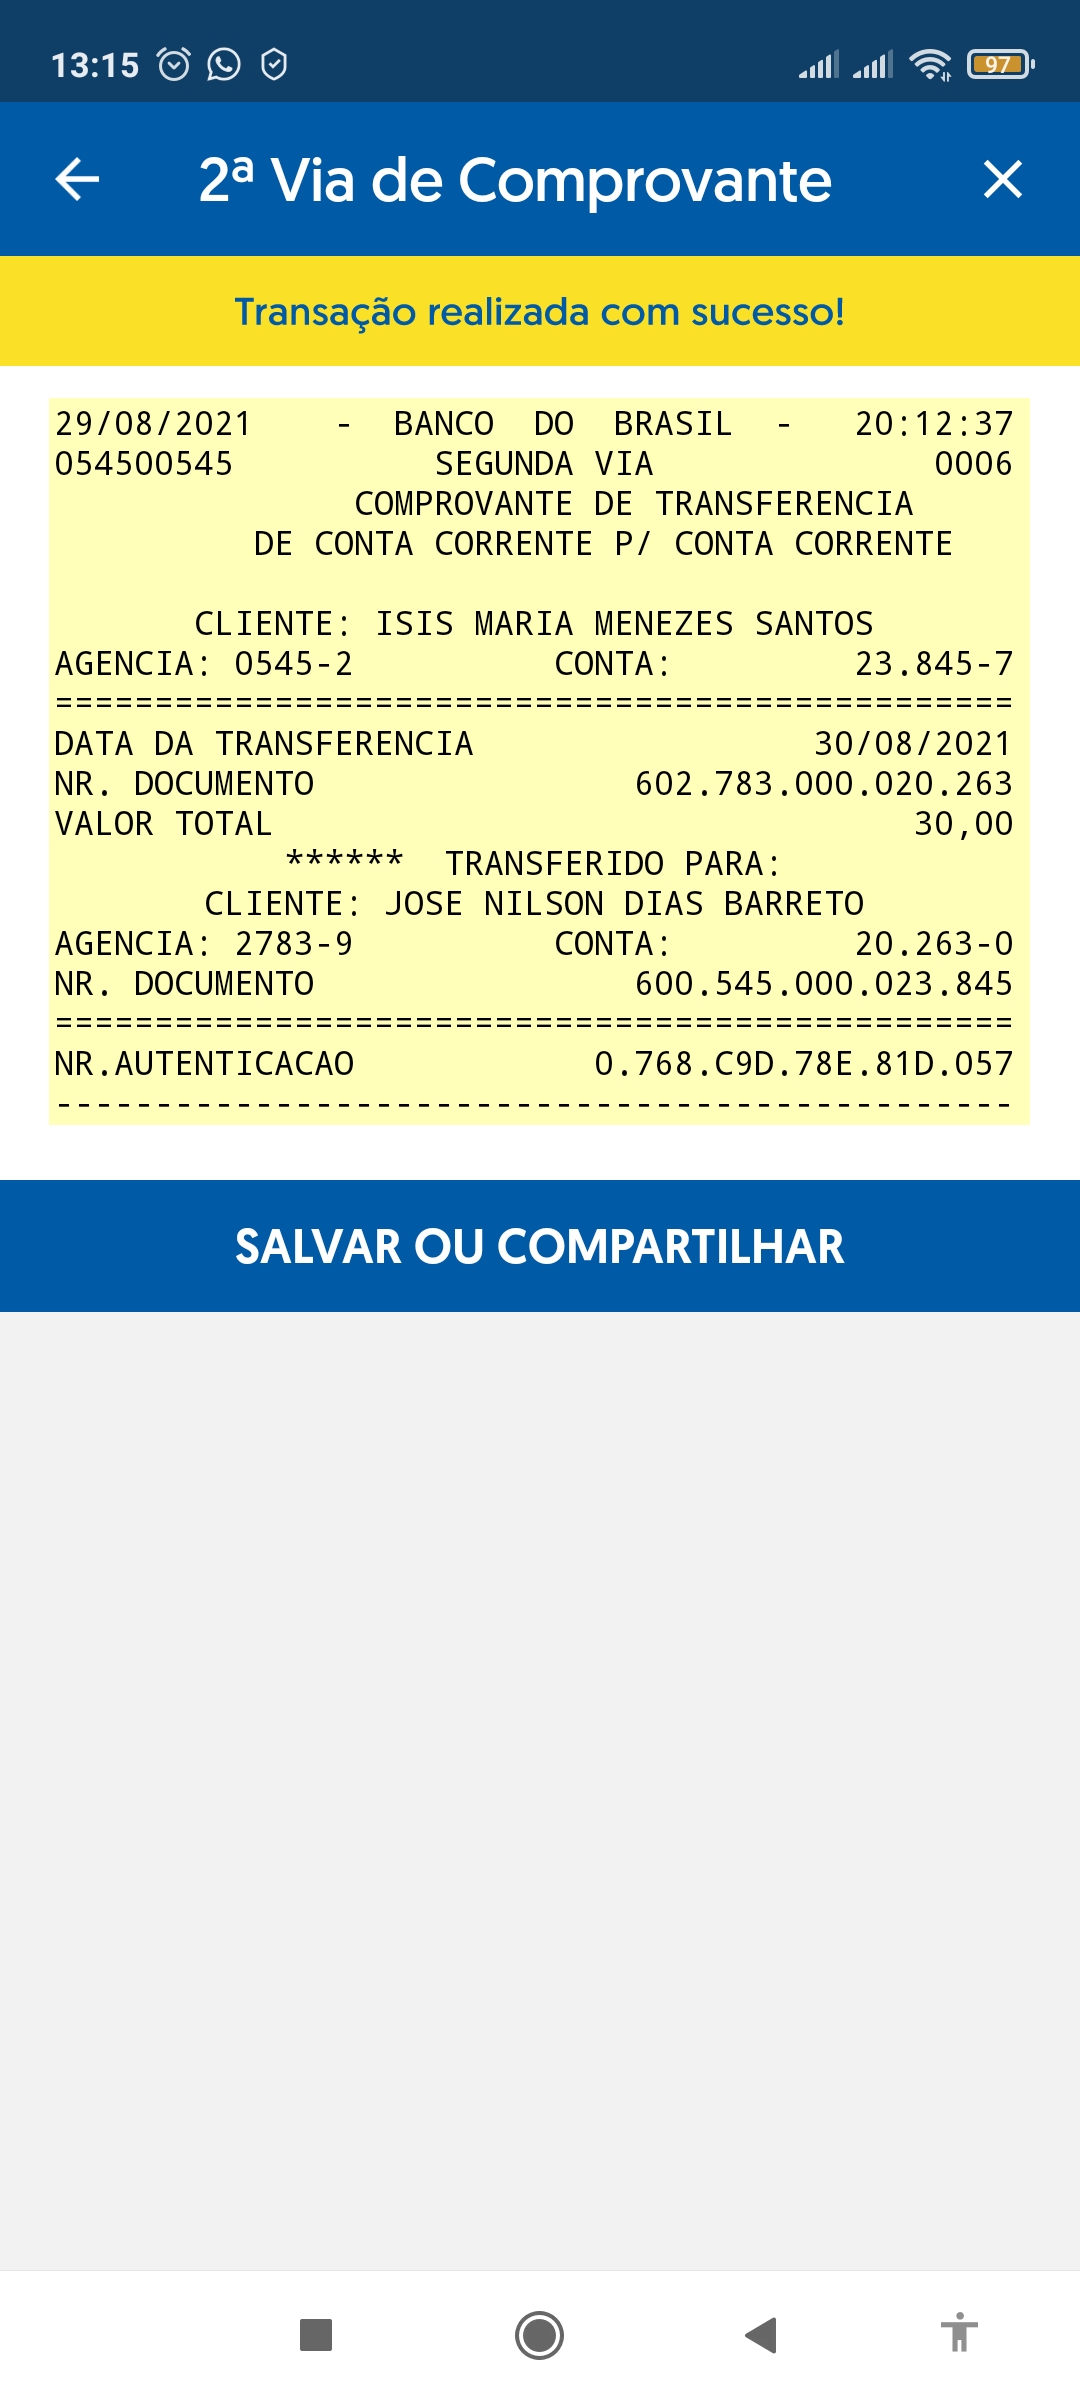 13:15
97
2ª Via de Comprovante
Transação realizada com sucesso!
29/08/2021 - BANCO DO BRASIL - 20:12:37
054500545 SEGUNDA VIA 0006
COMPROVANTE DE TRANSFERENCIA
DE CONTA CORRENTE P/ CONTA CORRENTE
CLIENTE: ISIS MARIA MENEZES SANTOS
AGENCIA: 0545-2 CONTA: 23.845-7
================================================
DATA DA TRANSFERENCIA 30/08/2021
NR. DOCUMENTO 602.783.000.020.263
VALOR TOTAL 30,00
****** TRANSFERIDO PARA:
CLIENTE: JOSE NILSON DIAS BARRETO
AGENCIA: 2783-9 CONTA: 20.263-0
NR. DOCUMENTO 600.545.000.023.845
================================================
NR.AUTENTICACAO 0.768.C9D.78E.81D.057
------------------------------------------------
SALVAR OU COMPARTILHAR